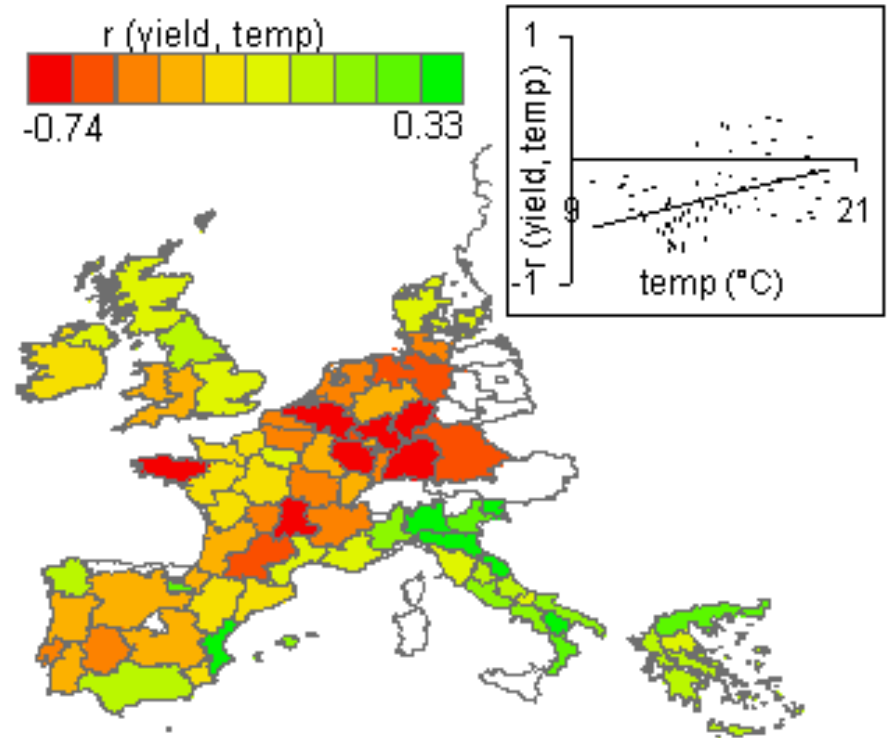 r (yield, temp)
-0.74
0.33
1
r (yield, temp)
9
21
-1
temp (°C)